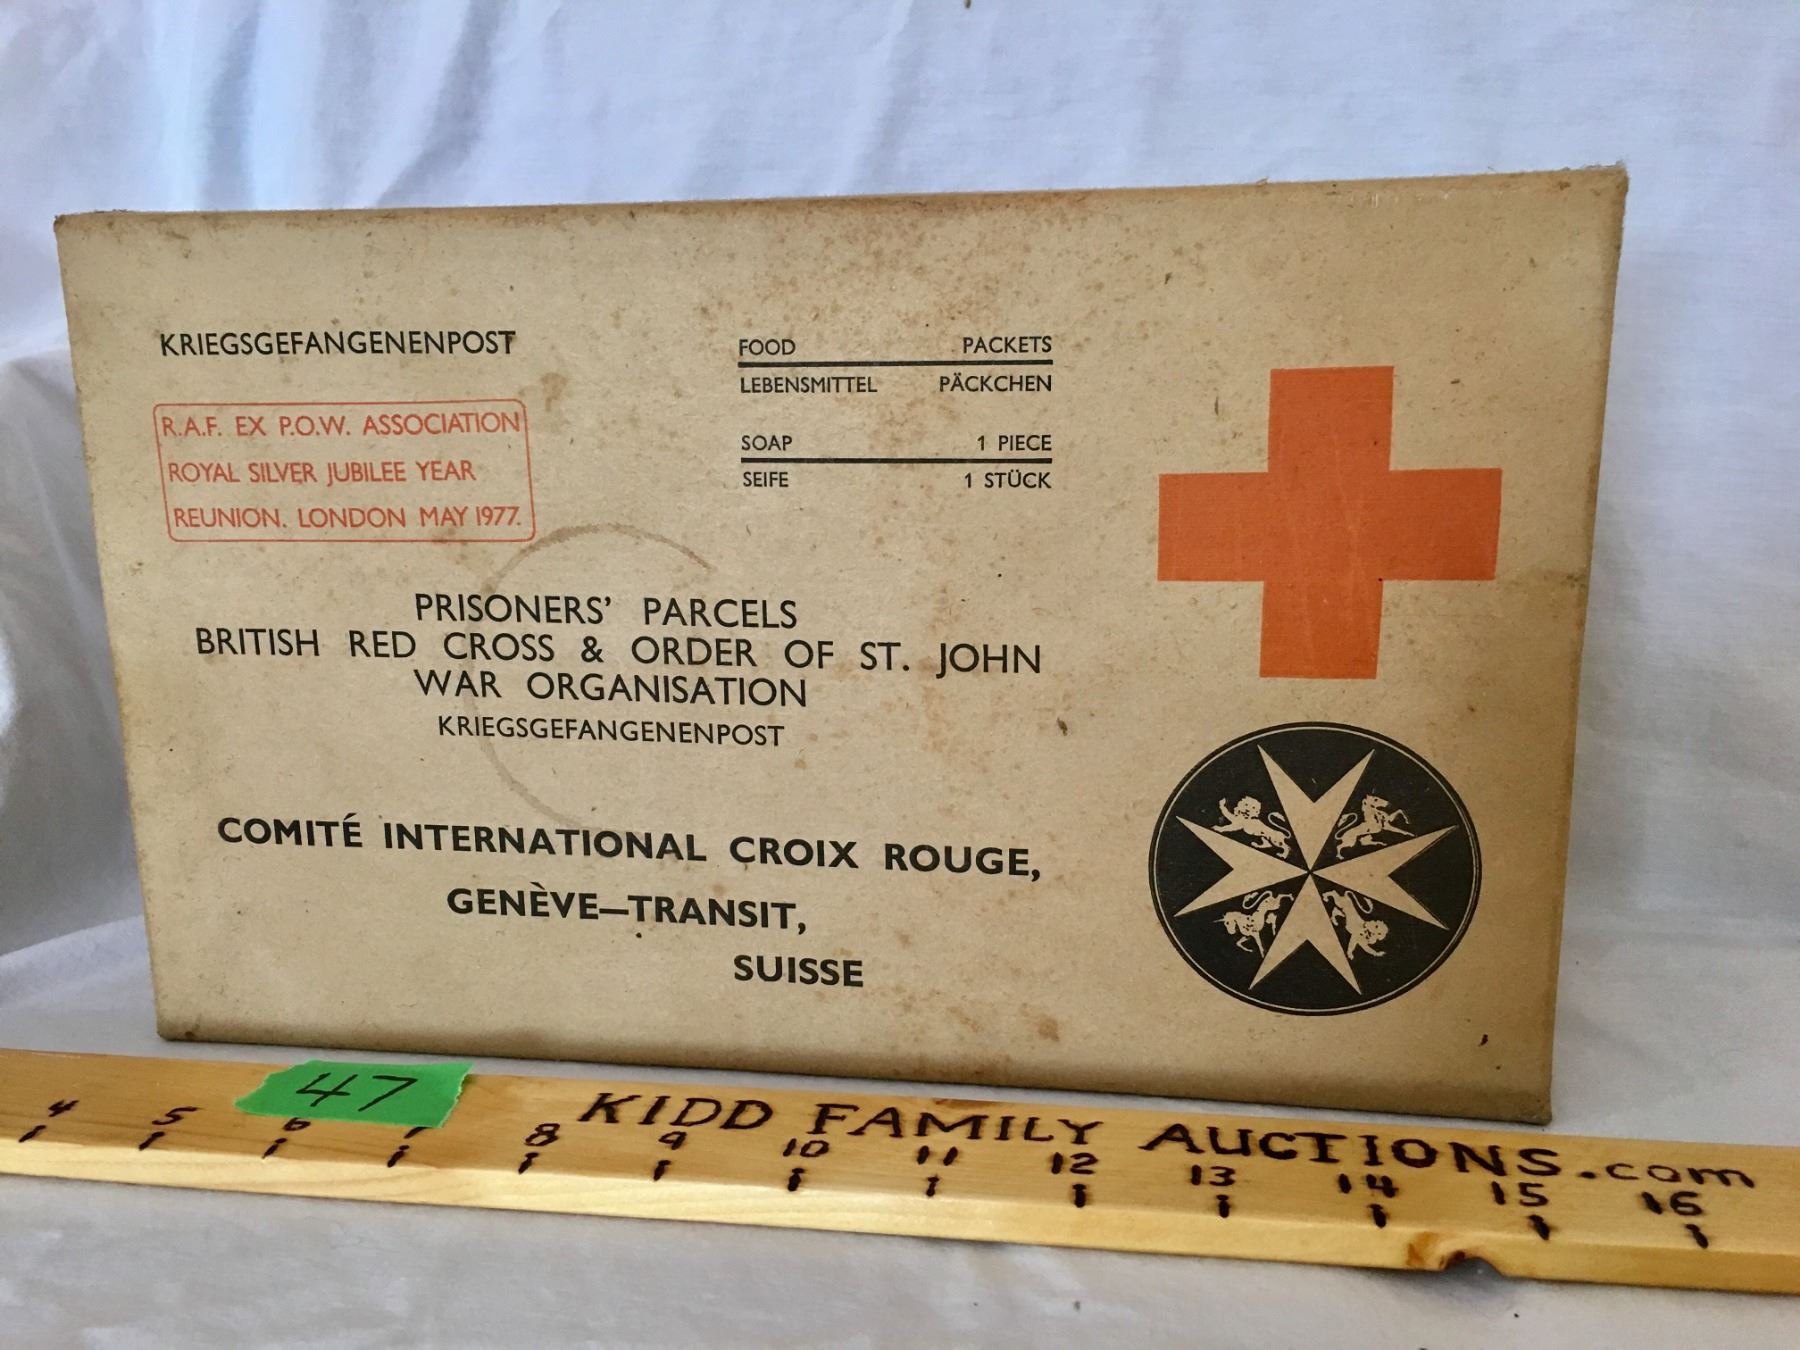 KRIEGSGEFANGENENPOST
R.A.F. EX P.O.W. ASSOCIATION
ROYAL SILVER JUBILEE YEAR
REUNION. LONDON MAY 1977.
FOOD PACKETS
LEBENSMITTEL PÄCKCHEN
SOAP 1 PIECE
SEIFE 1 STÜCK
PRISONERS' PARCELS
BRITISH RED CROSS & ORDER OF ST. JOHN
WAR ORGANISATION
KRIEGSGEFANGENENPOST
COMITÉ INTERNATIONAL CROIX ROUGE,
GENÈVE—TRANSIT,
SUISSE
47
KIDD FAMILY AUCTIONS.com
4 5 6 7 8 9 10 11 12 13 14 15 16